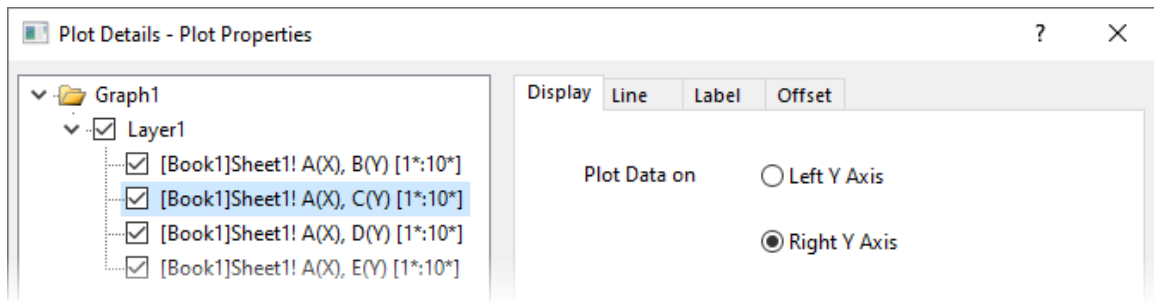 Plot Details - Plot Properties ?
Graph1
Layer1
[Book1]Sheet1! A(X), B(Y) [1*:10*]
[Book1]Sheet1! A(X), C(Y) [1*:10*]
[Book1]Sheet1! A(X), D(Y) [1*:10*]
[Book1]Sheet1! A(X), E(Y) [1*:10*]
Display Line Label Offset
Plot Data on Left Y Axis
Right Y Axis